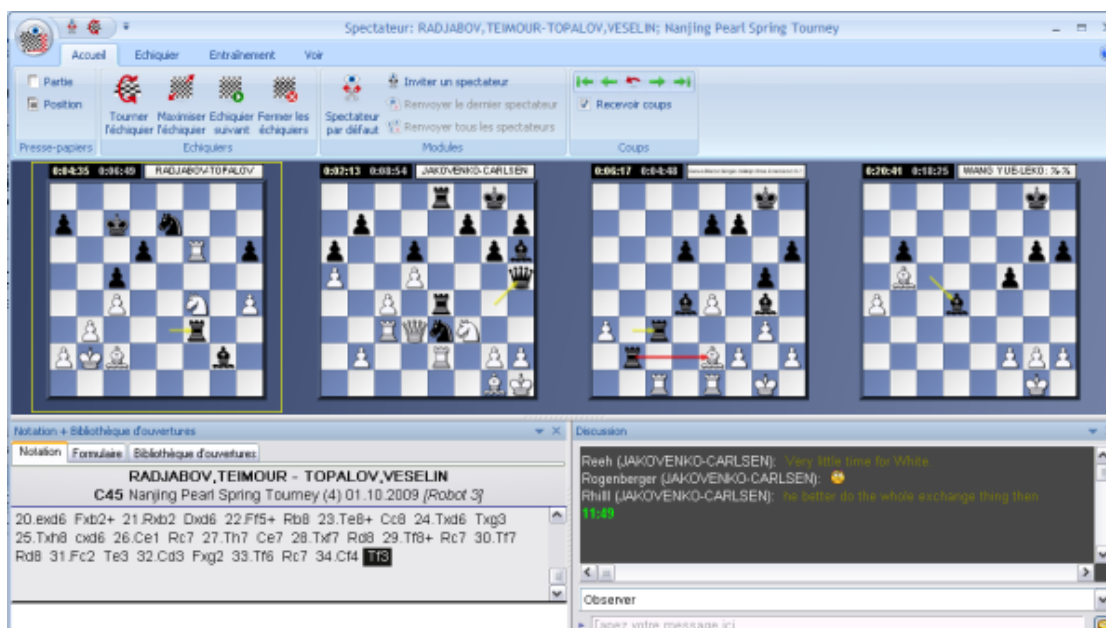 Spectateur: RADJABOV,TEIMOUR-TOPALOV,VESELIN; Nanjing Pearl Spring Tourney
Accueil Echiquier Entraînement Voir
Partie
Position
Tourner l'échiquier
Maximiser l'échiquier
Echiquier suivant
Fermer les échiquiers
Spectateur par défaut
Inviter un spectateur
Renvoyer le dernier spectateur
Renvoyer tous les spectateurs
Recevoir coups
Presse-papiers Echiquiers Modules Coups
0:04:35 0:06:49 RADJABOV-TOPALOV
0:02:13 0:08:54 JAKOVENKO-CARLSEN
0:06:17 0:04:48
0:20:41 0:18:25 WANG YUE-LEKO: ½-½
Notation + Bibliothèque d'ouvertures
Notation Formulaire Bibliothèque d'ouvertures
RADJABOV,TEIMOUR - TOPALOV,VESELIN
C45 Nanjing Pearl Spring Tourney (4) 01.10.2009 [Robot 3]
20.exd6 Fxb2+ 21.Rxb2 Dxd6 22.Ff5+ Rb8 23.Te8+ Cc8 24.Txd6 Txg3
25.Txh8 cxd6 26.Ce1 Rc7 27.Th7 Ce7 28.Txf7 Rd8 29.Tf8+ Rc7 30.Tf7
Rd8 31.Fc2 Te3 32.Cd3 Fxg2 33.Tf6 Rc7 34.Cf4 Tf3
Discussion
Reeh (JAKOVENKO-CARLSEN): Very little time for White.
Rogenberger (JAKOVENKO-CARLSEN):
Rhilll (JAKOVENKO-CARLSEN): he better do the whole exchange thing then
11:49
Observer
Tapez votre message ici